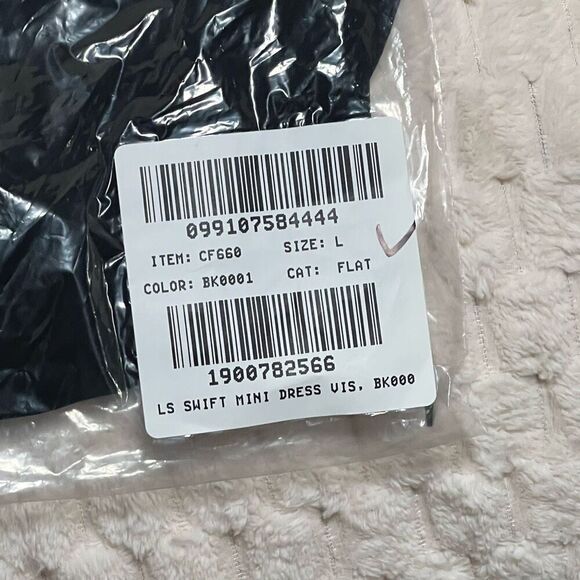 099107584444
ITEM: CF660 SIZE: L
COLOR: BK0001 CAT: FLAT
1900782566
LS SWIFT MINI DRESS VIS, BK000